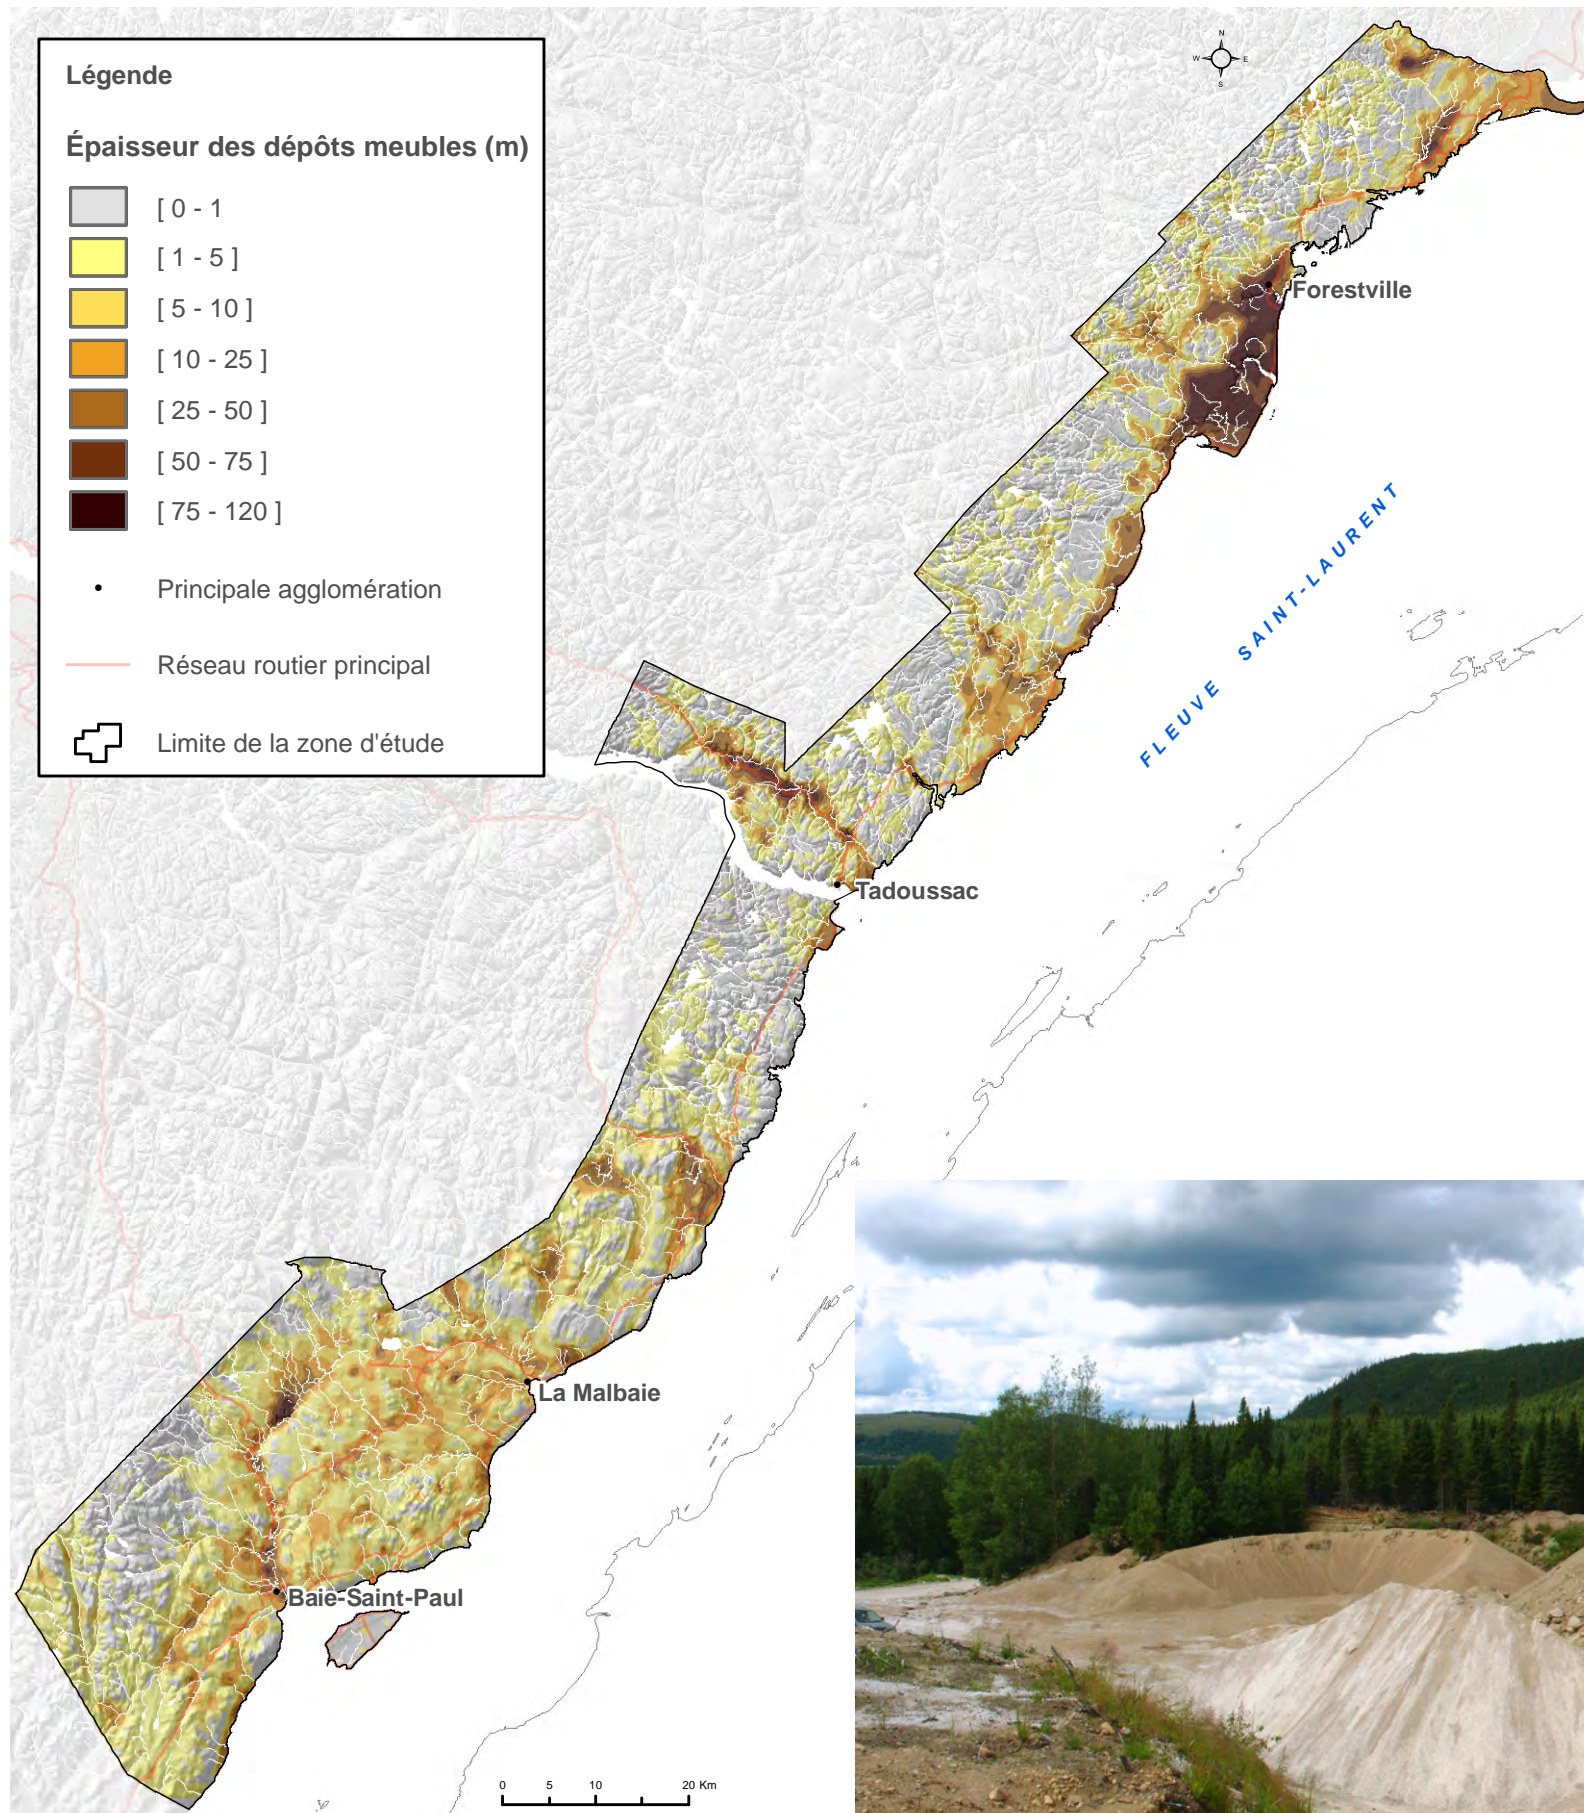 Légende
Épaisseur des dépôts meubles (m)
[ 0 - 1
[ 1 - 5 ]
[ 5 - 10 ]
[ 10 - 25 ]
[ 25 - 50 ]
[ 50 - 75 ]
[ 75 - 120 ]
Principale agglomération
Réseau routier principal
Limite de la zone d'étude
N
W E
S
Forestville
FLEUVE SAINT-LAURENT
Tadoussac
La Malbaie
Baie-Saint-Paul
0 5 10 20 Km